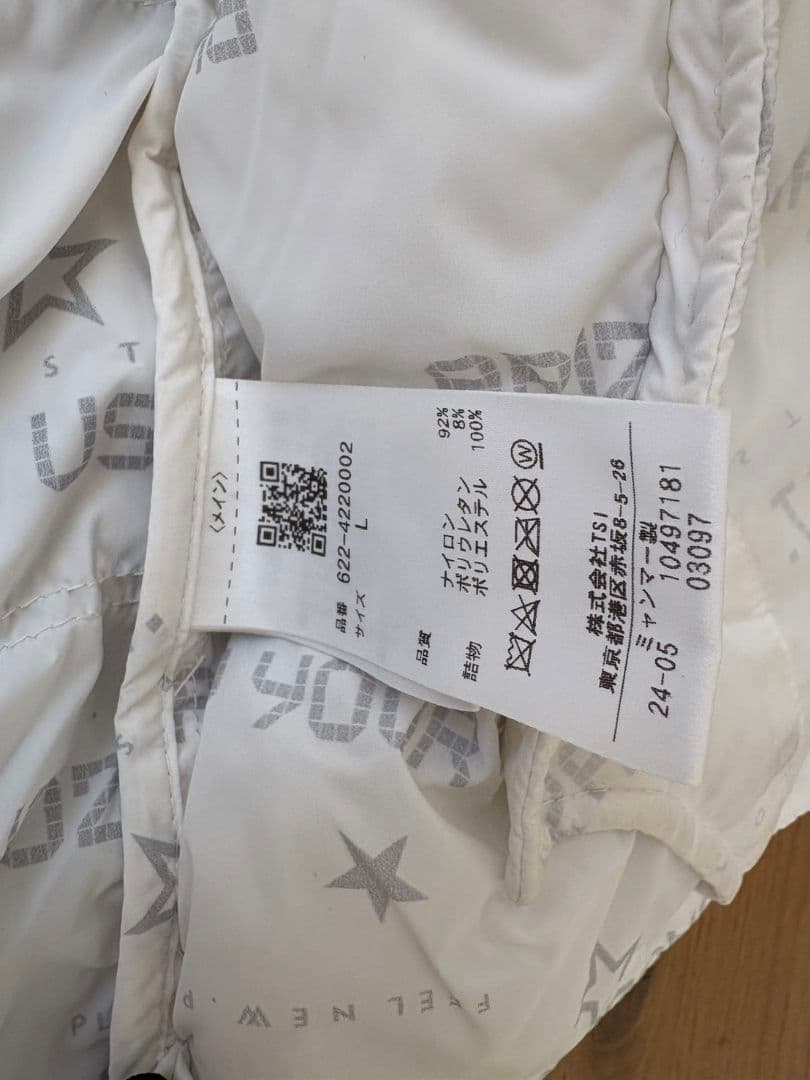 〈メイン〉
品番 622-4220002
サイズ L
品質 ナイロン 92%
ポリウレタン 8%
詰物 ポリエステル 100%
W
株式会社TSI
東京都港区赤坂8-5-26
ミャンマー製
24-05 10497181
03097
ST
US